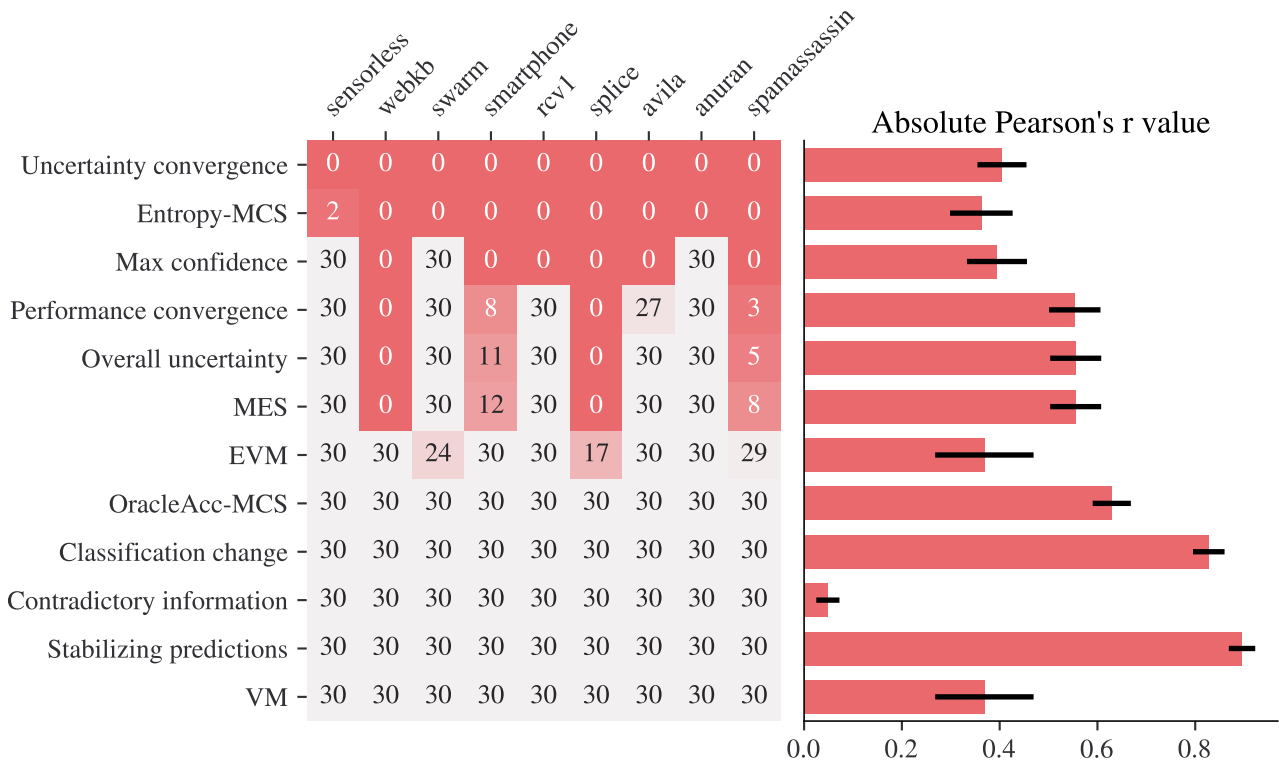 sensorless webkb swarm smartphone rcv1 splice avila anuran spamassassin
Absolute Pearson's r value
Uncertainty convergence 0 0 0 0 0 0 0 0 0
Entropy-MCS 2 0 0 0 0 0 0 0 0
Max confidence 30 0 30 0 0 0 0 30 0
Performance convergence 30 0 30 8 30 0 27 30 3
Overall uncertainty 30 0 30 11 30 0 30 30 5
MES 30 0 30 12 30 0 30 30 8
EVM 30 30 24 30 30 17 30 30 29
OracleAcc-MCS 30 30 30 30 30 30 30 30 30
Classification change 30 30 30 30 30 30 30 30 30
Contradictory information 30 30 30 30 30 30 30 30 30
Stabilizing predictions 30 30 30 30 30 30 30 30 30
VM 30 30 30 30 30 30 30 30 30
0.0 0.2 0.4 0.6 0.8